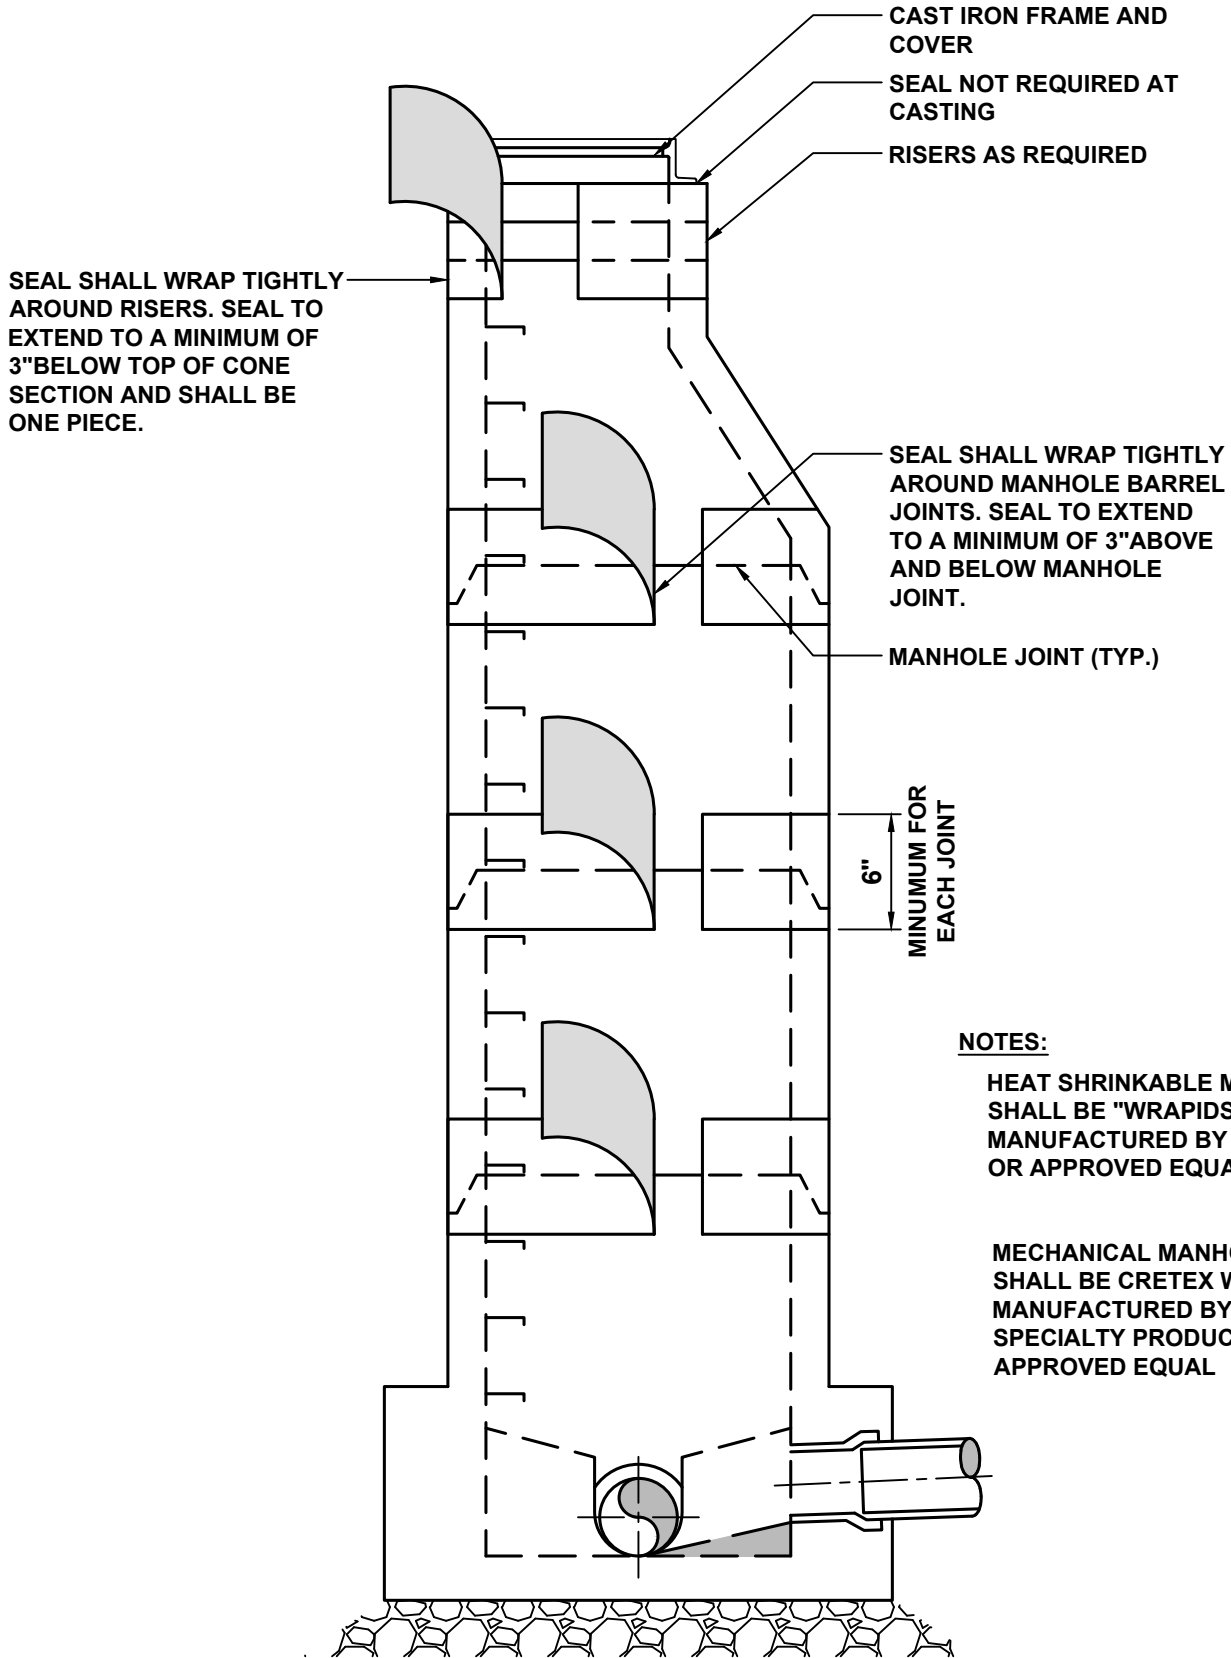 CAST IRON FRAME AND
COVER
SEAL NOT REQUIRED AT
CASTING
RISERS AS REQUIRED
SEAL SHALL WRAP TIGHTLY
AROUND RISERS. SEAL TO
EXTEND TO A MINIMUM OF
3"BELOW TOP OF CONE
SECTION AND SHALL BE
ONE PIECE.
SEAL SHALL WRAP TIGHTLY
AROUND MANHOLE BARREL
JOINTS. SEAL TO EXTEND
TO A MINIMUM OF 3"ABOVE
AND BELOW MANHOLE
JOINT.
MANHOLE JOINT (TYP.)
6"
MINUMUM FOR
EACH JOINT
NOTES:
HEAT SHRINKABLE
SHALL BE "WRAPIDS
MANUFACTURED BY
OR APPROVED
MECHANICAL
SHALL BE CRETEX
MANUFACTURED BY
SPECIALTY
APPROVED EQUAL